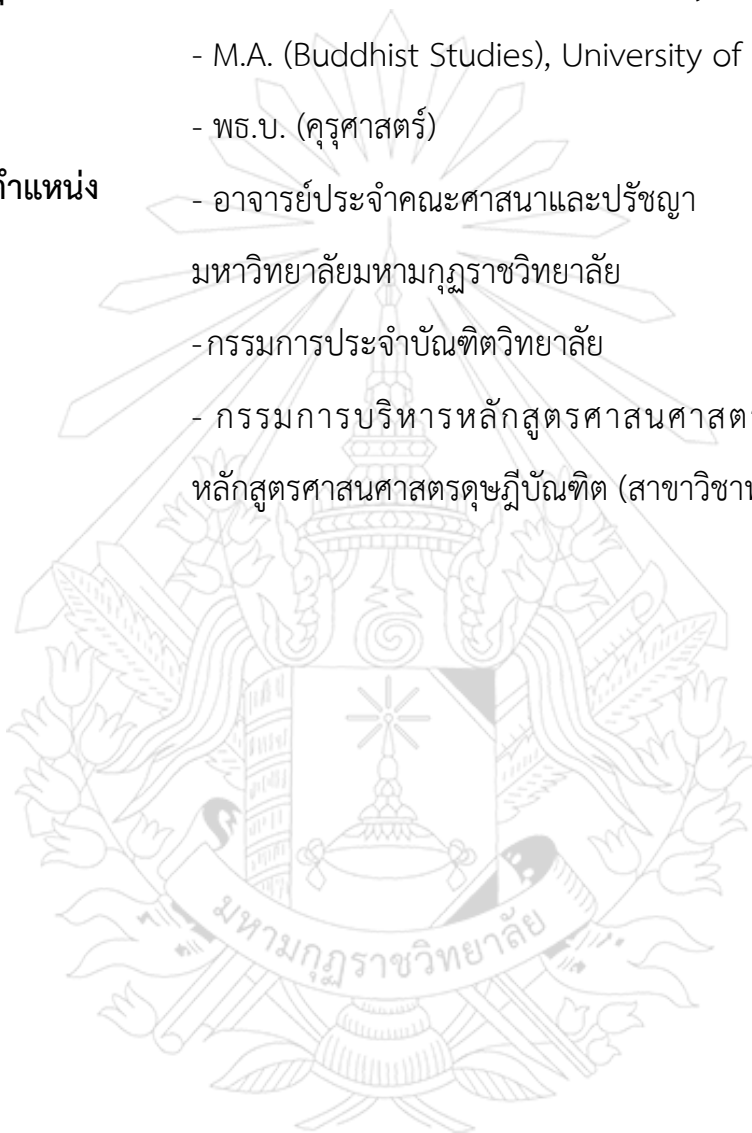 - M.A. (Buddhist Studies), University of
- พธ.บ. (คุรุศาสตร์)
ตำแหน่ง - อาจารย์ประจำคณะศาสนาและปรัชญา
มหาวิทยาลัยมหามกุฏราชวิทยาลัย
-กรรมการประจำบัณฑิตวิทยาลัย
- กรรมการบริหารหลักสูตรศาสนศาสต
หลักสูตรศาสนศาสตรดุษฎีบัณฑิต (สาขาวิชา
มหามกุฏราชวิทยาลัย